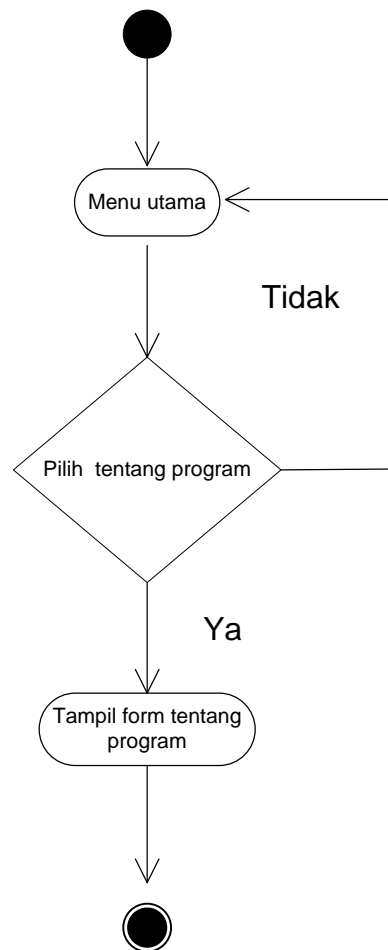 Menu utama
Tidak
Pilih tentang program
Ya
Tampil form tentang
program